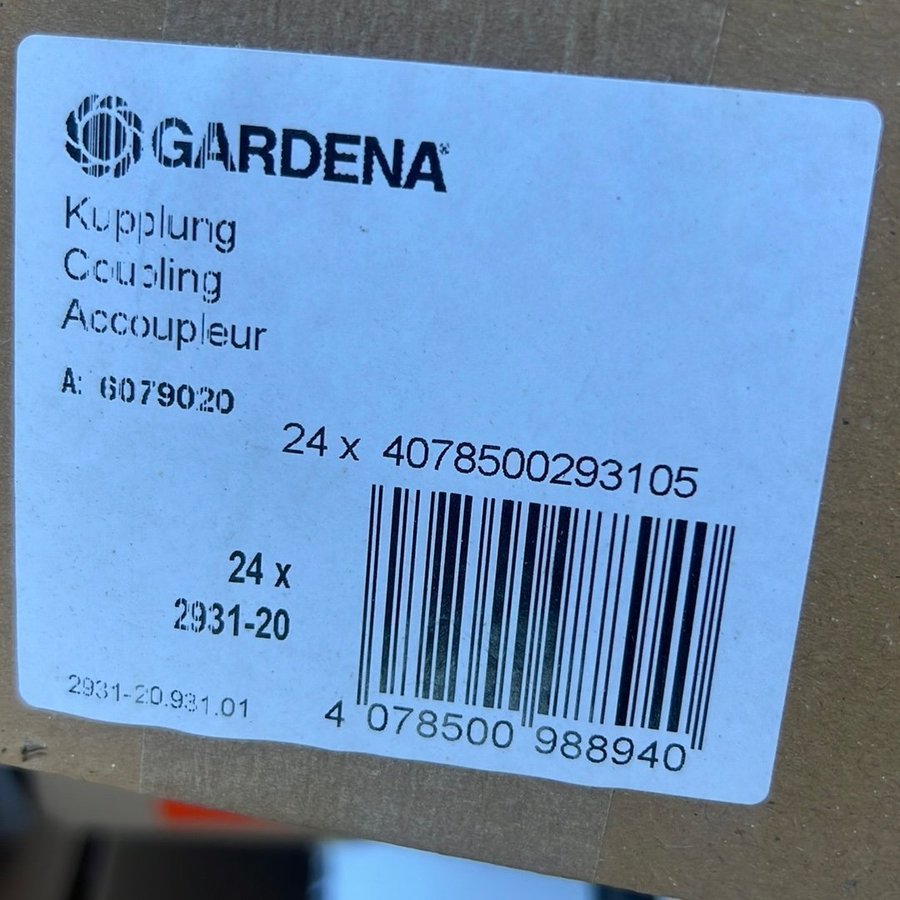 GARDENA®
Kupplung
Coupling
Accoupleur
A: 6079020
24 x 4078500293105
24 x
2931-20
2931-20.931.01
4 078500 988940